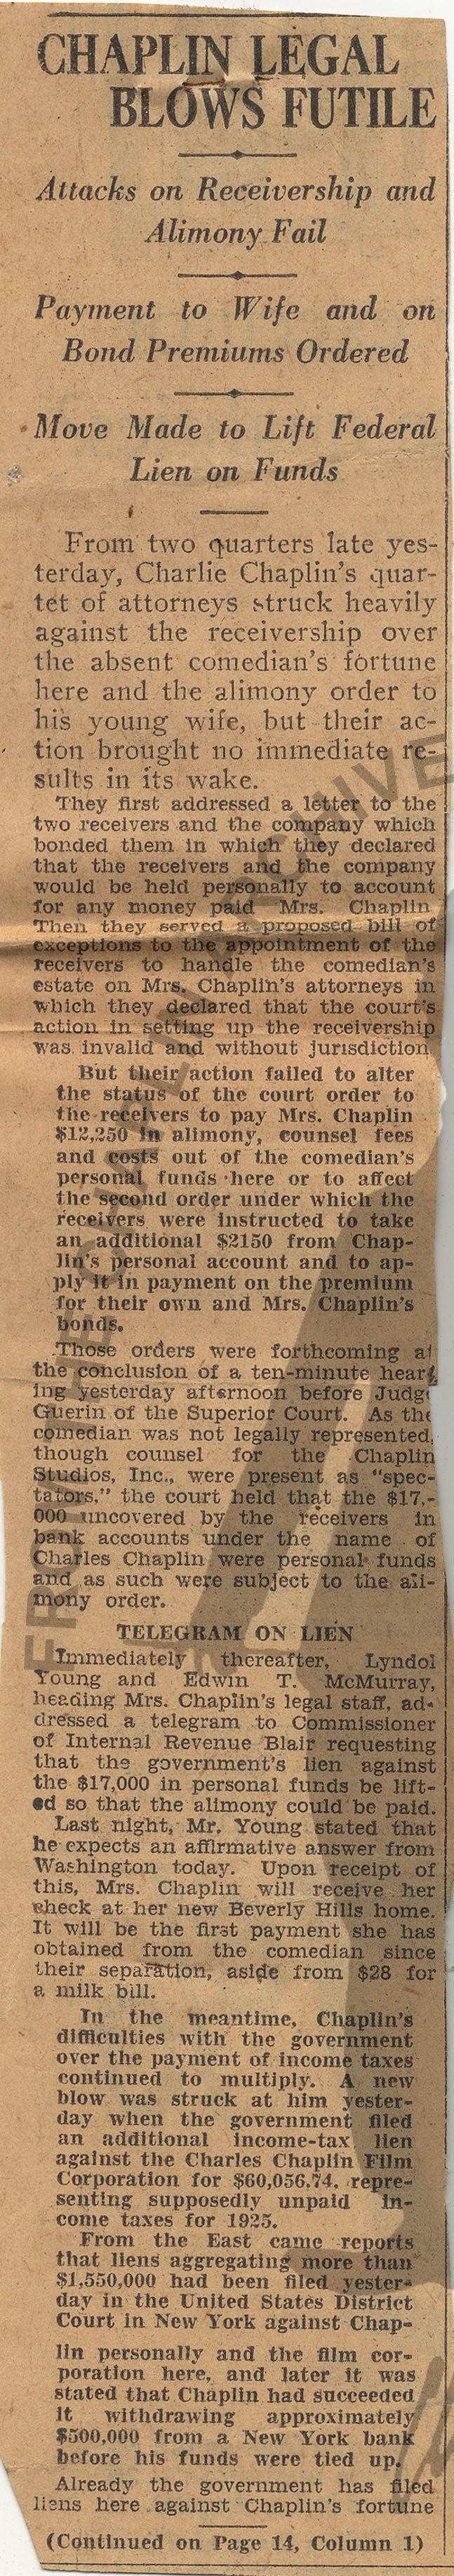 CHAPLIN LEGAL
BLOWS FUTILE
Attacks on Receivership and
Alimony Fail
Payment to Wife and on
Bond Premiums Ordered
Move Made to Lift Federal
Lien on Funds
From two quarters late yes-
terday, Charlie Chaplin's quar-
tet of attorneys struck heavily
against the receivership over
the absent comedian's fortune
here and the alimony order to
his young wife, but their ac-
tion brought no immediate re-
sults in its wake.
They first addressed a letter to the
two receivers and the company which
bonded them in which they declared
that the receivers and the company
would be held personally to account
for any money paid Mrs. Chaplin
Then they served a proposed bill of
exceptions to the appointment of the
receivers to handle the comedian's
estate on Mrs. Chaplin's attorneys in
which they declared that the court's
action in setting up the receivership
was invalid and without jurisdiction
But their action failed to alter
the status of the court order to
the receivers to pay Mrs. Chaplin
$12,250 in alimony, counsel fees
and costs out of the comedian's
personal funds here or to affect
the second order under which the
receivers were instructed to take
an additional $2150 from Chap-
lin's personal account and to ap-
ply it in payment on the premium
for their own and Mrs. Chaplin's
bonds.
Those orders were forthcoming at
the conclusion of a ten-minute hear-
ing yesterday afternoon before Judge
Guerin of the Superior Court. As the
comedian was not legally represented,
though counsel for the Chaplin
Studios, Inc., were present as "spec-
tators," the court held that the $17,-
000 uncovered by the receivers in
bank accounts under the name of
Charles Chaplin were personal funds
and as such were subject to the ali-
mony order.
TELEGRAM ON LIEN
Immediately thereafter, Lyndol
Young and Edwin T. McMurray,
heading Mrs. Chaplin's legal staff, ad-
dressed a telegram to Commissioner
of Internal Revenue Blair requesting
that the government's lien against
the $17,000 in personal funds be lift-
ed so that the alimony could be paid.
Last night, Mr. Young stated that
he expects an affirmative answer from
Washington today. Upon receipt of
this, Mrs. Chaplin will receive her
check at her new Beverly Hills home.
It will be the first payment she has
obtained from the comedian since
their separation, aside from $28 for
a milk bill.
In the meantime, Chaplin's
difficulties with the government
over the payment of income taxes
continued to multiply. A new
blow was struck at him yester-
day when the government filed
an additional income-tax lien
against the Charles Chaplin Film
Corporation for $60,056.74, repre-
senting supposedly unpaid in-
come taxes for 1925.
From the East came reports
that liens aggregating more than
$1,550,000 had been filed yester-
day in the United States District
Court in New York against Chap-
lin personally and the film cor-
poration here, and later it was
stated that Chaplin had succeeded
it withdrawing approximately
$500,000 from a New York bank
before his funds were tied up.
Already the government has filed
liens here against Chaplin's fortune
(Continued on Page 14, Column 1)